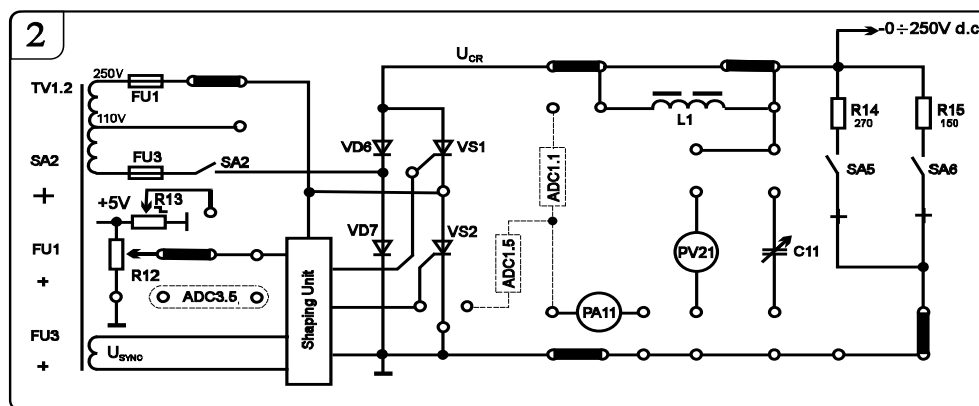 2
-0÷250V d.c
U_CR
250V
TV1.2
FU1
110V
L1
R14
270
R15
150
FU3
SA2
VD6
VS1
SA2
ADC1.1
SA5
SA6
+5V
R13
FU1
VD7
VS2
ADC1.5
PV21
C11
R12
ADC3.5
Shaping Unit
PA11
FU3
U_SYNC